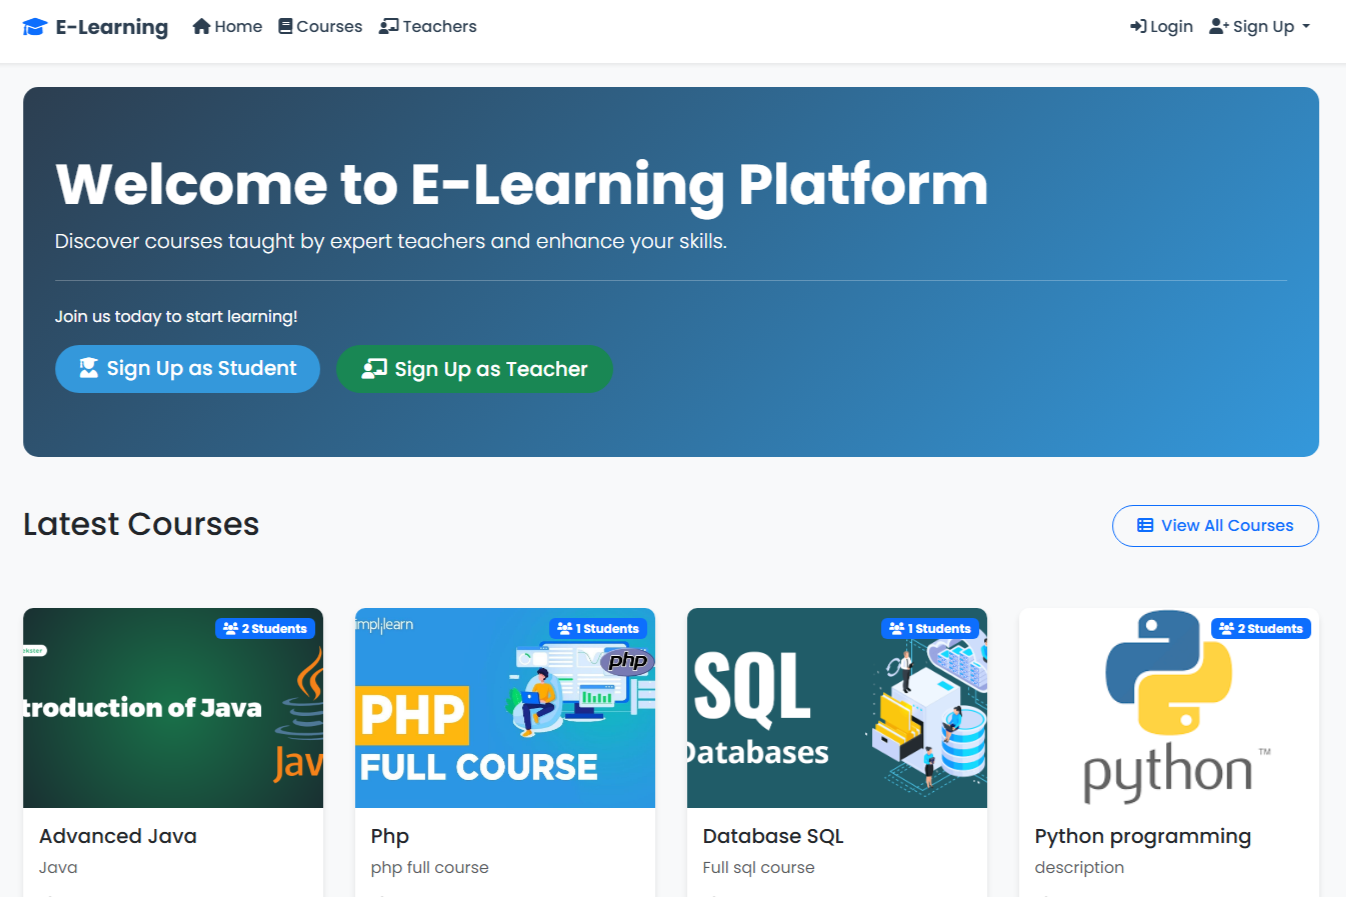 E-Learning Home Courses Teachers Login Sign Up
Welcome to E-Learning Platform
Discover courses taught by expert teachers and enhance your skills.
Join us today to start learning!
Sign Up as Student Sign Up as Teacher
Latest Courses View All Courses
2 Students
troduction of Java
Jav
Advanced Java
Java
impl;learn
1 Students
php
PHP
FULL COURSE
Php
php full course
1 Students
SQL
Databases
Database SQL
Full sql course
2 Students
python™
Python programming
description